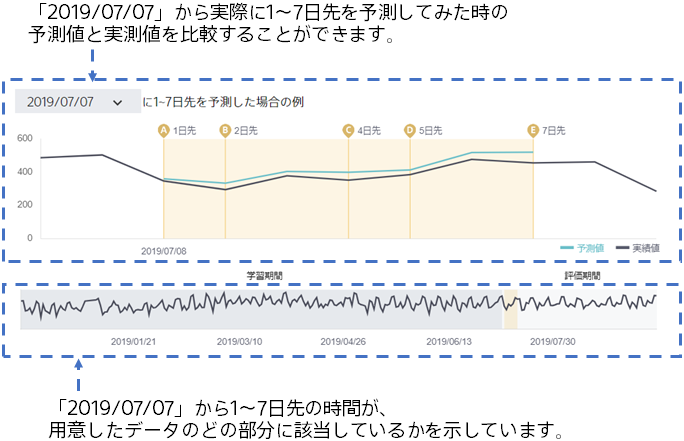 「2019/07/07」から実際に1～7日先を予測してみた時の
予測値と実測値を比較することができます。
2019/07/07 に1~7日先を予測した場合の例
A 1日先 B 2日先 C 4日先 D 5日先 E 7日先
600
400
200
0
2019/07/08
予測値 実績値
学習期間 評価期間
2019/01/21 2019/03/10 2019/04/26 2019/06/13 2019/07/30
「2019/07/07」から1～7日先の時間が、
用意したデータのどの部分に該当しているかを示しています。